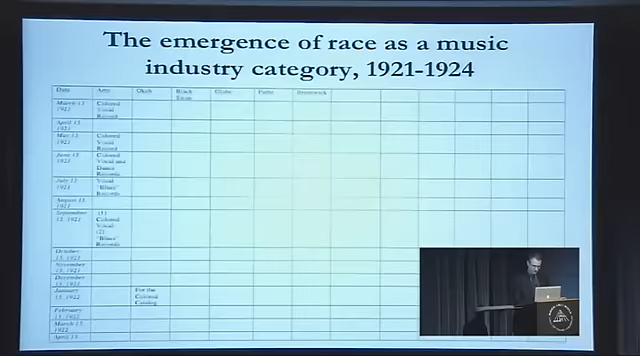 The emergence of race as a music
industry category, 1921-1924
Date Okeh Black Globe Brunswick
Swan
March 15 Colored
1921 Vocal
Record
April 15
1921
May 15 Colored
1921 Vocal
Record
June 15 Colored
1921 Vocal and
Dance
Records
July 15 Vocal
1921 "Blues"
Records
August 15
1921
September (1)
15, 1921 Colored
Vocal
(2)
"Blues"
Records
October
15, 1921
November
15, 1921
December
15, 1921
January For the
15, 1922 Colored
Catalog
February
15, 1922
March 15
1922
April 15